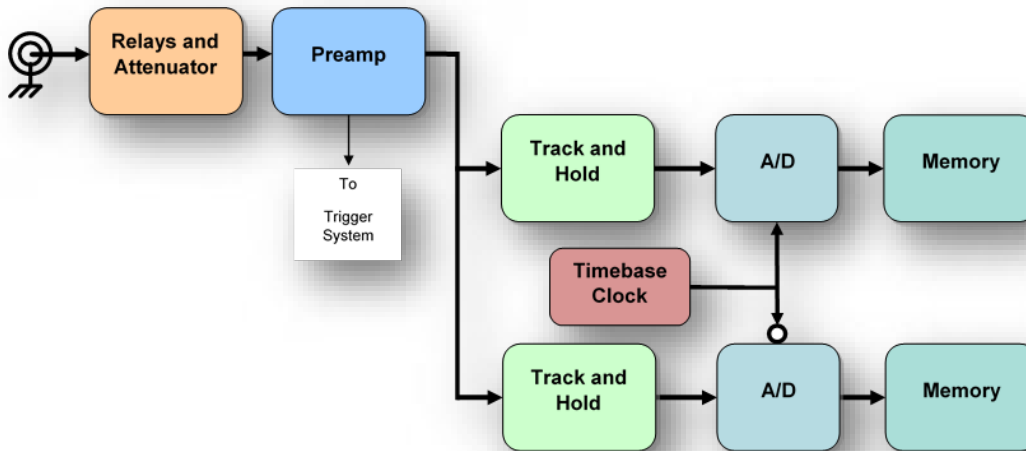 Relays and
Attenuator
Preamp
To
Trigger
System
Track and
Hold
A/D
Memory
Timebase
Clock
Track and
Hold
A/D
Memory